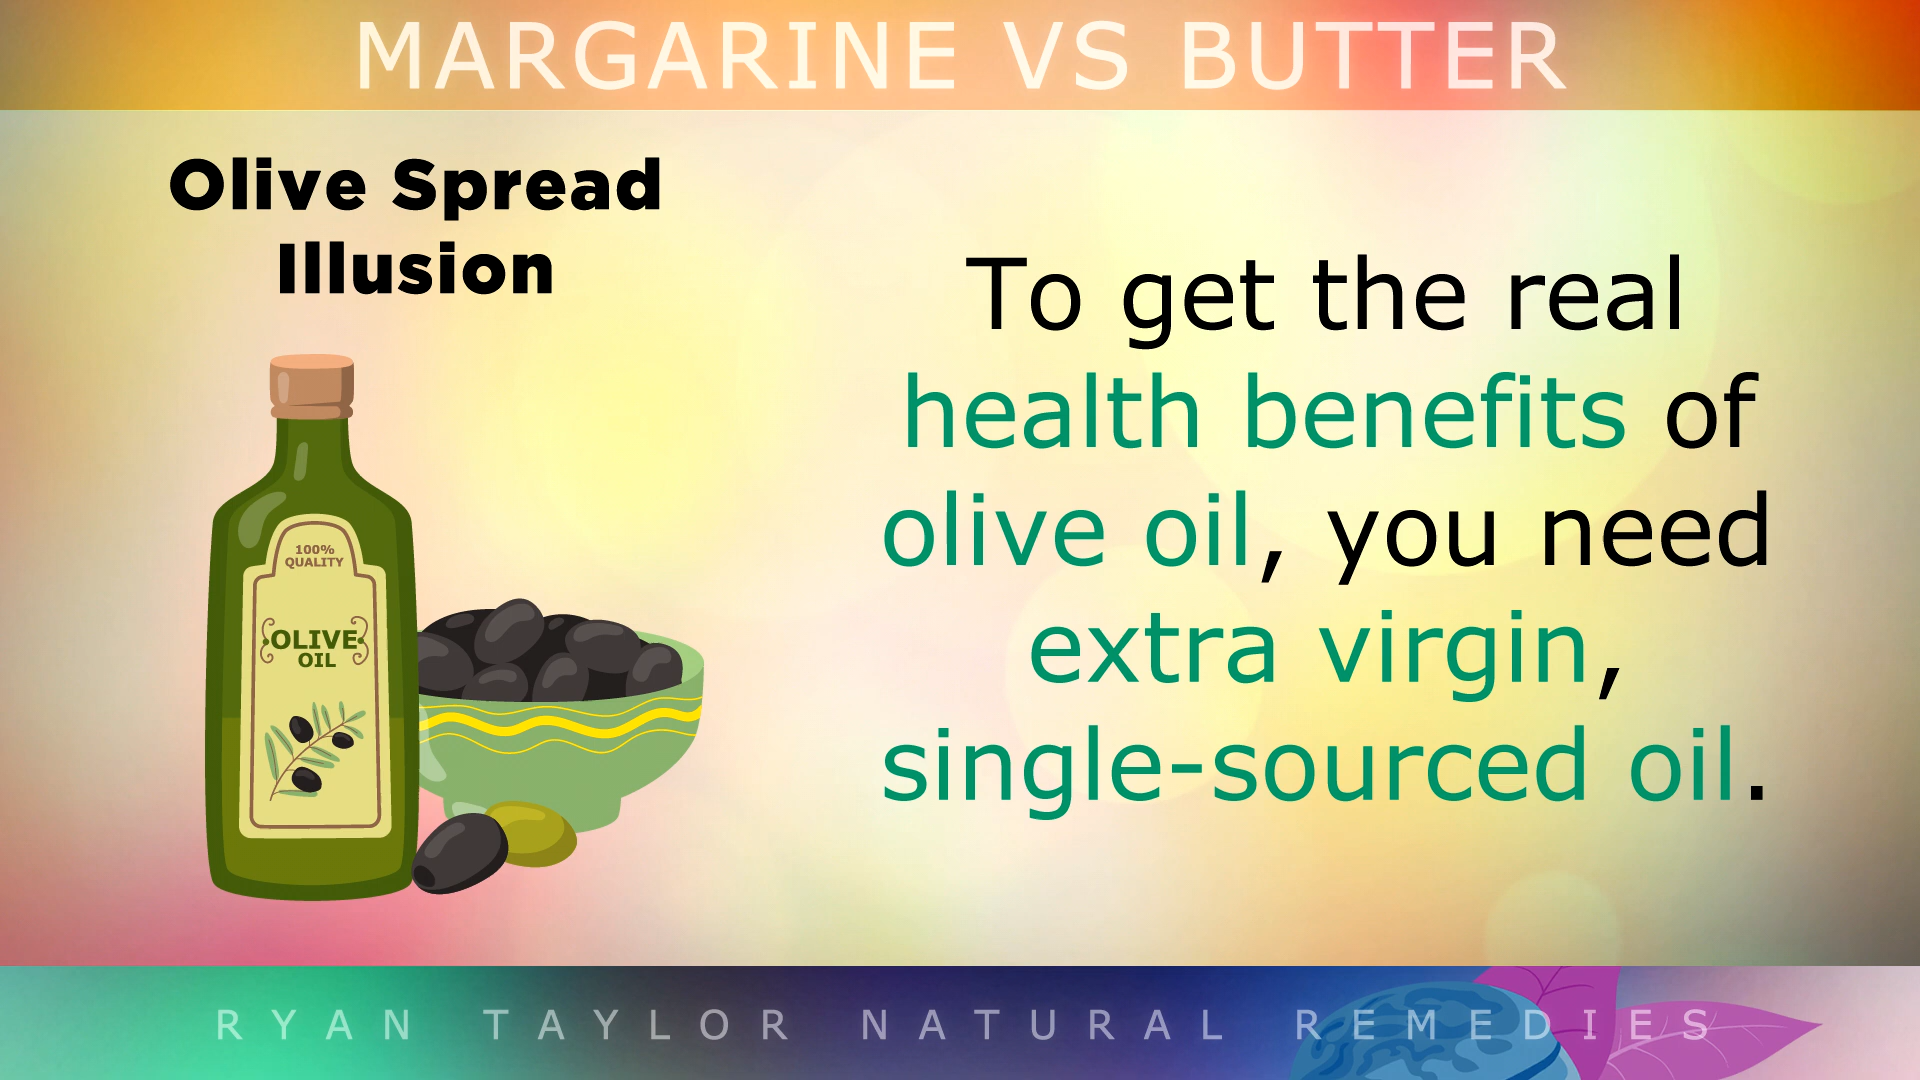 MARGARINE VS BUTTER
Olive Spread
Illusion
To get the real
health benefits of
olive oil, you need
extra virgin,
single-sourced oil.
100%
QUALITY
OLIVE
OIL
RYAN TAYLOR NATURAL REMEDIES